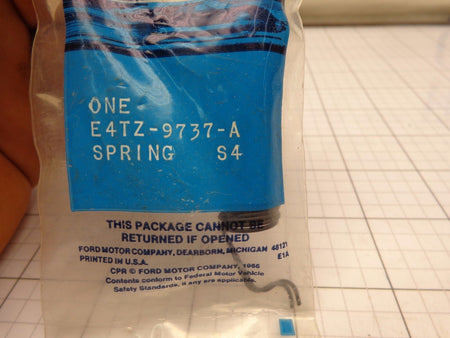 ONE
E4TZ-9737-A
SPRING S4
THIS PACKAGE CANNOT BE
RETURNED IF OPENED
FORD MOTOR COMPANY, DEARBORN, MICHIGAN 48121
PRINTED IN U.S.A. E1A
CPR © FORD MOTOR COMPANY, 1966
Contents conform to Federal Motor Vehicle
Safety Standards, if any are applicable.